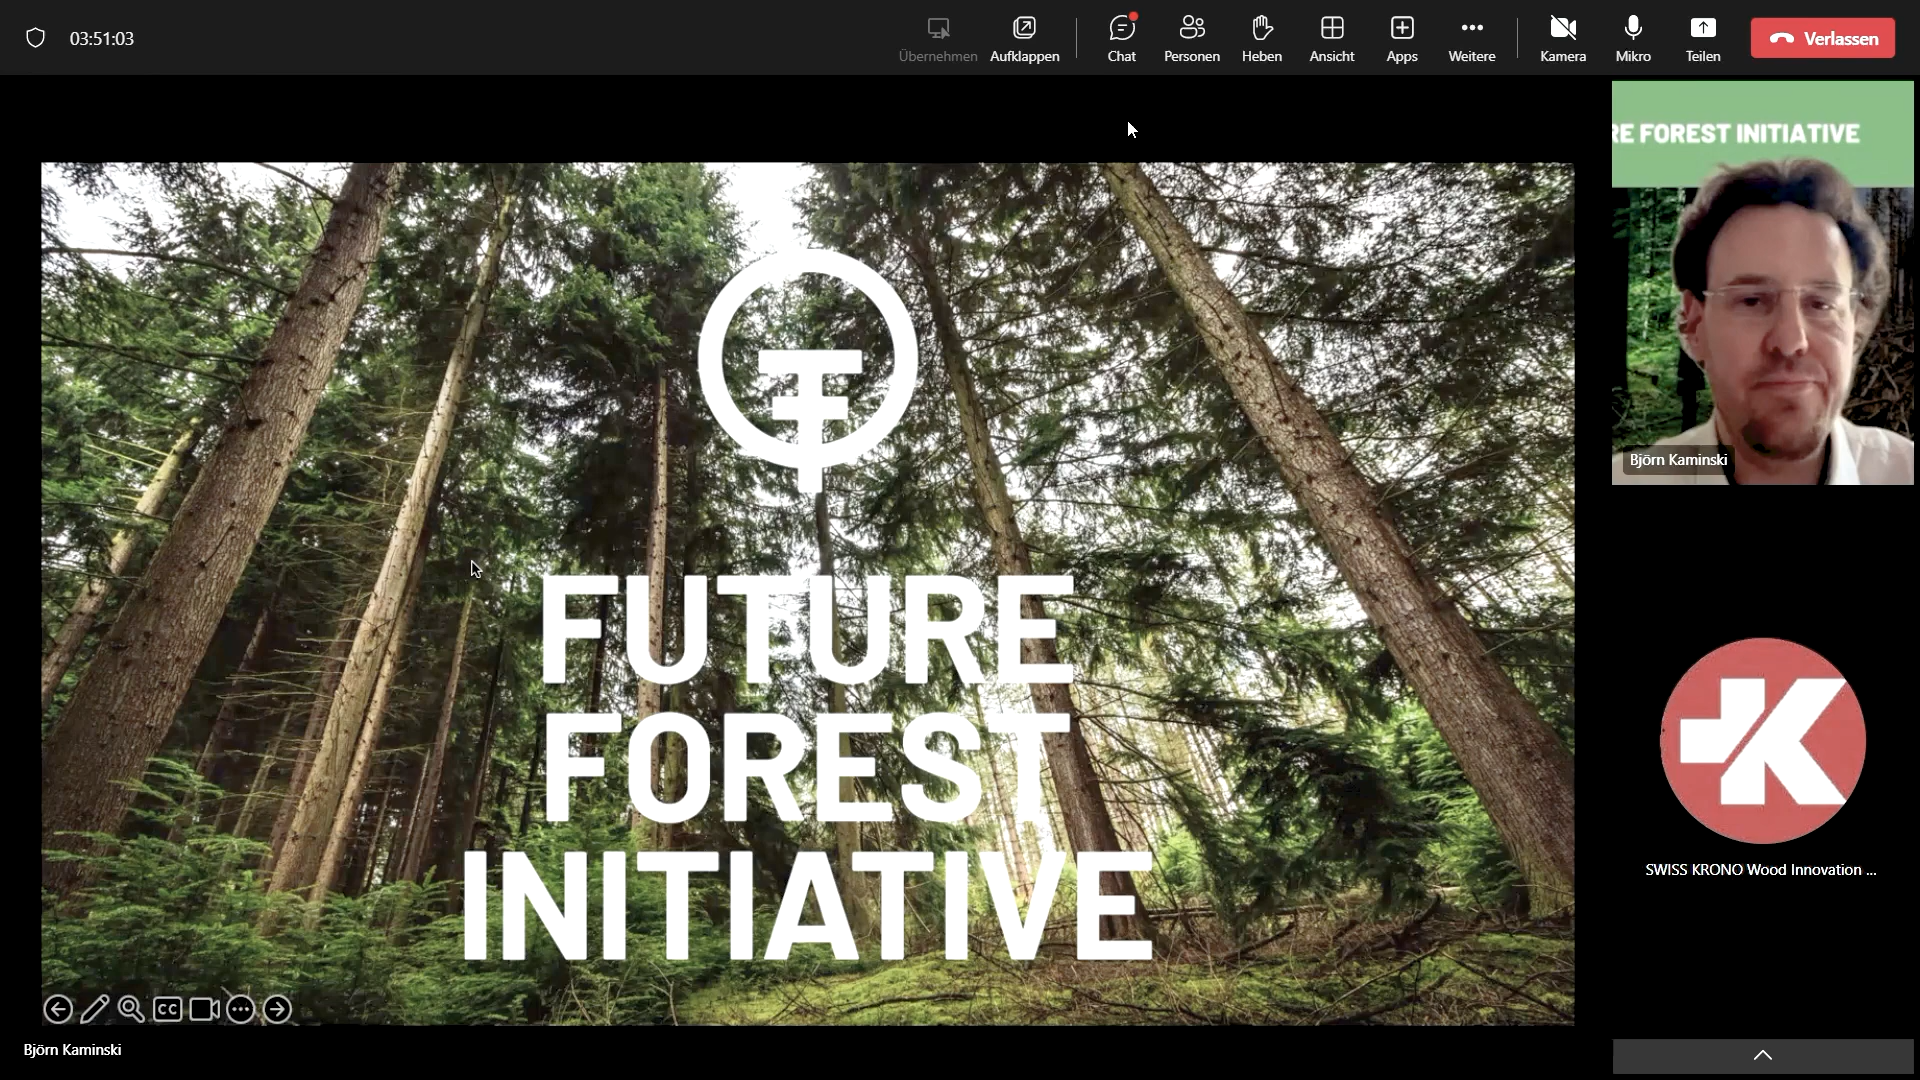 03:51:03
Übernehmen
Aufklappen
Chat
Personen
Heben
Ansicht
Apps
Weitere
Kamera
Mikro
Teilen
Verlassen
RE FOREST INITIATIVE
Björn Kaminski
FUTURE
FOREST
INITIATIVE
SWISS KRONO Wood Innovation ...
CC
Björn Kaminski